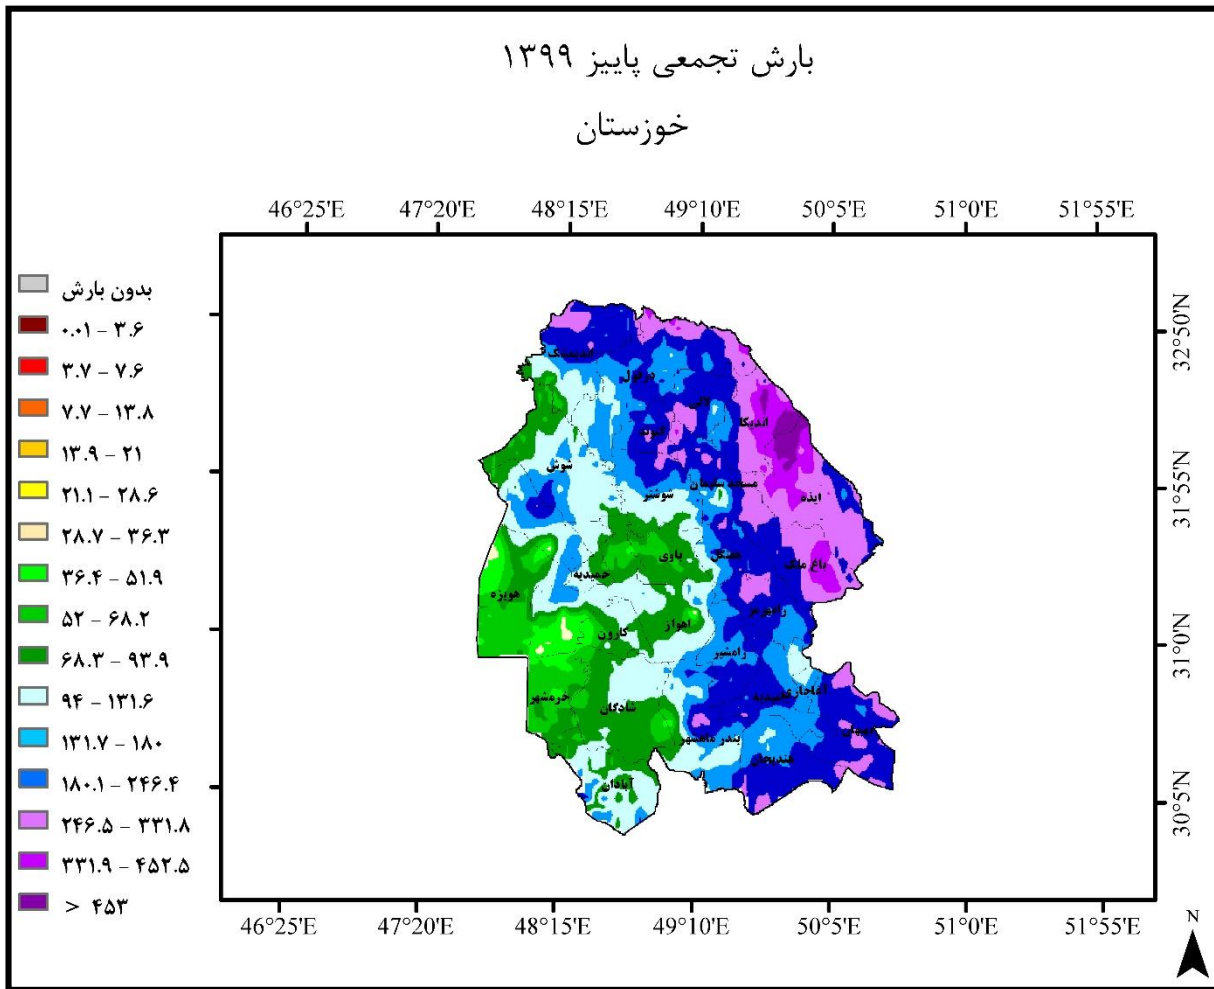 بارش تجمعی پاییز ۱۳۹۹
خوزستان
46°25'E 47°20'E 48°15'E 49°10'E 50°5'E 51°0'E 51°55'E
بدون بارش
۰.۰۱ - ۳.۶
۳.۷ - ۷.۶
۷.۷ - ۱۳.۸
۱۳.۹ - ۲۱
۲۱.۱ - ۲۸.۶
۲۸.۷ - ۳۶.۳
۳۶.۴ - ۵۱.۹
۵۲ - ۶۸.۲
۶۸.۳ - ۹۳.۹
۹۴ - ۱۳۱.۶
۱۳۱.۷ - ۱۸۰
۱۸۰.۱ - ۲۴۶.۴
۲۴۶.۵ - ۳۳۱.۸
۳۳۱.۹ - ۴۵۲.۵
> ۴۵۳
اندیمشک
دزفول
لالی
اندیکا
گتوند
شوش
مسجد سلیمان
شوشتر
ایذه
باوی
هفتگل
باغ ملک
حمیدیه
هویزه
رامهرمز
اهواز
کارون
رامشیر
آغاجاری
امیدیه
خرمشهر
شادگان
بهبهان
بندر ماهشهر
هندیجان
آبادان
32°50'N
31°55'N
31°0'N
30°5'N
46°25'E 47°20'E 48°15'E 49°10'E 50°5'E 51°0'E 51°55'E
N